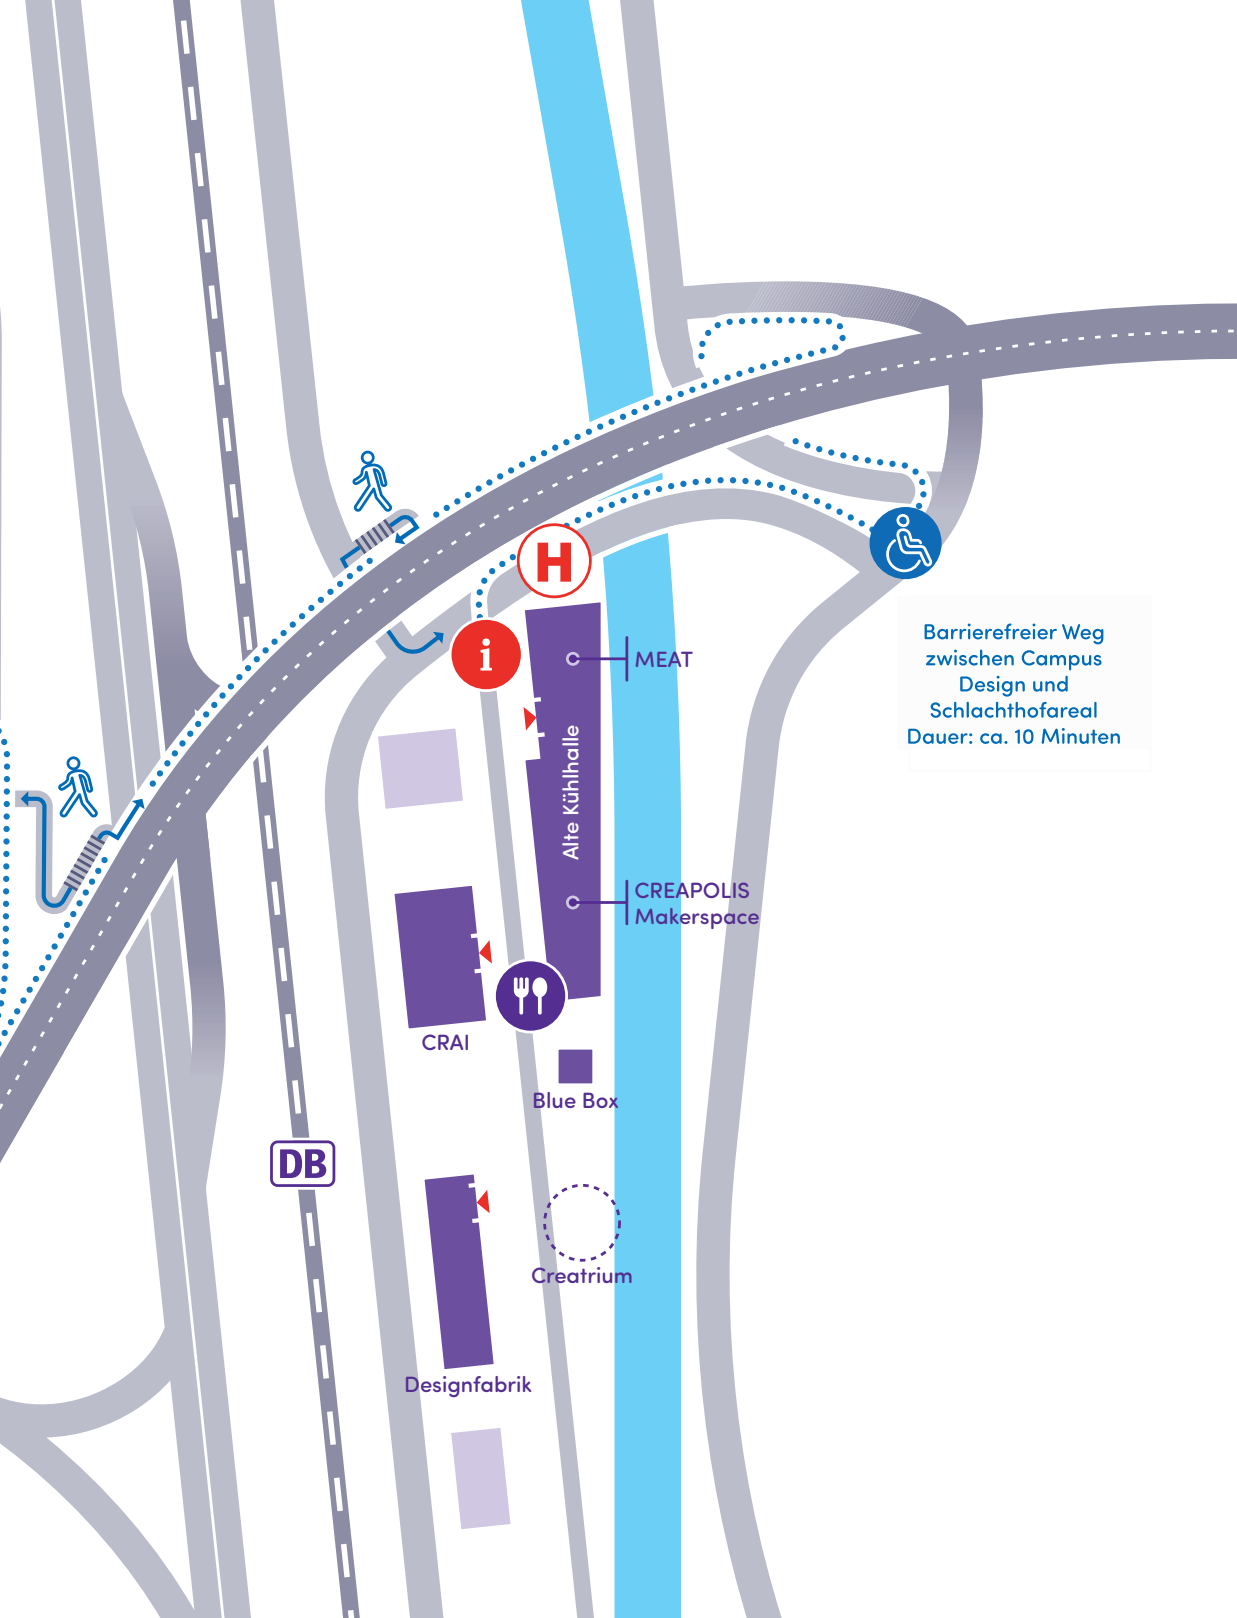 H
Barrierefreier Weg
zwischen Campus
Design und
Schlachthofareal
Dauer: ca. 10 Minuten
i
MEAT
Alte Kühlhalle
CREAPOLIS
Makerspace
CRAI
Blue Box
DB
Creatrium
Designfabrik